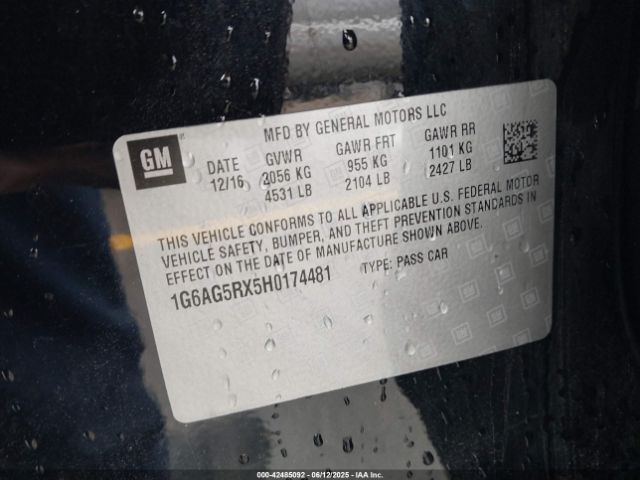 MFD BY GENERAL MOTORS LLC
GM
DATE GVWR GAWR FRT GAWR RR
12/16 2056 KG 955 KG 1101 KG
4531 LB 2104 LB 2427 LB
THIS VEHICLE CONFORMS TO ALL APPLICABLE U.S. FEDERAL MOTOR
VEHICLE SAFETY, BUMPER, AND THEFT PREVENTION STANDARDS IN
EFFECT ON THE DATE OF MANUFACTURE SHOWN ABOVE.
1G6AG5RX5H0174481 TYPE: PASS CAR
000-42485092 - 06/12/2025 - IAA Inc.